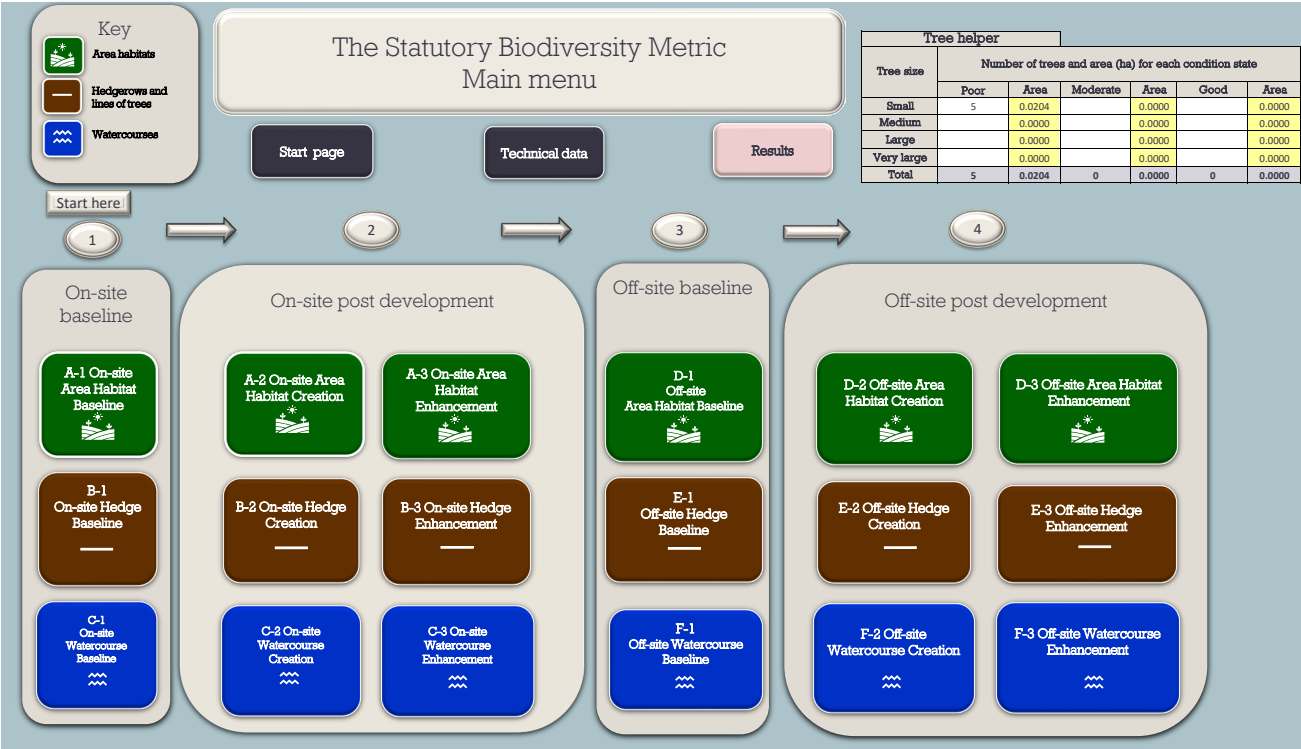 Key
Area habitats
Hedgerows and
lines of trees
Watercourses
The Statutory Biodiversity Metric
Main menu
Start page
Technical data
Results
Tree helper
Tree size
Number of trees and area (ha) for each condition state
Poor Area Moderate Area Good Area
Small 5 0.0204 0.0000 0.0000
Medium 0.0000 0.0000 0.0000
Large 0.0000 0.0000 0.0000
Very large 0.0000 0.0000 0.0000
Total 5 0.0204 0 0.0000 0 0.0000
Start here
1
2
3
4
On-site
baseline
A-1 On-site
Area Habitat
Baseline
B-1
On-site Hedge
Baseline
C-1
On-site
Watercourse
Baseline
On-site post development
A-2 On-site Area
Habitat Creation
A-3 On-site Area
Habitat
Enhancement
B-2 On-site Hedge
Creation
B-3 On-site Hedge
Enhancement
C-2 On-site
Watercourse
Creation
C-3 On-site
Watercourse
Enhancement
Off-site baseline
D-1
Off-site
Area Habitat Baseline
E-1
Off-site Hedge
Baseline
F-1
Off-site Watercourse
Baseline
Off-site post development
D-2 Off-site Area
Habitat Creation
D-3 Off-site Area Habitat
Enhancement
E-2 Off-site Hedge
Creation
E-3 Off-site Hedge
Enhancement
F-2 Off-site
Watercourse Creation
F-3 Off-site Watercourse
Enhancement